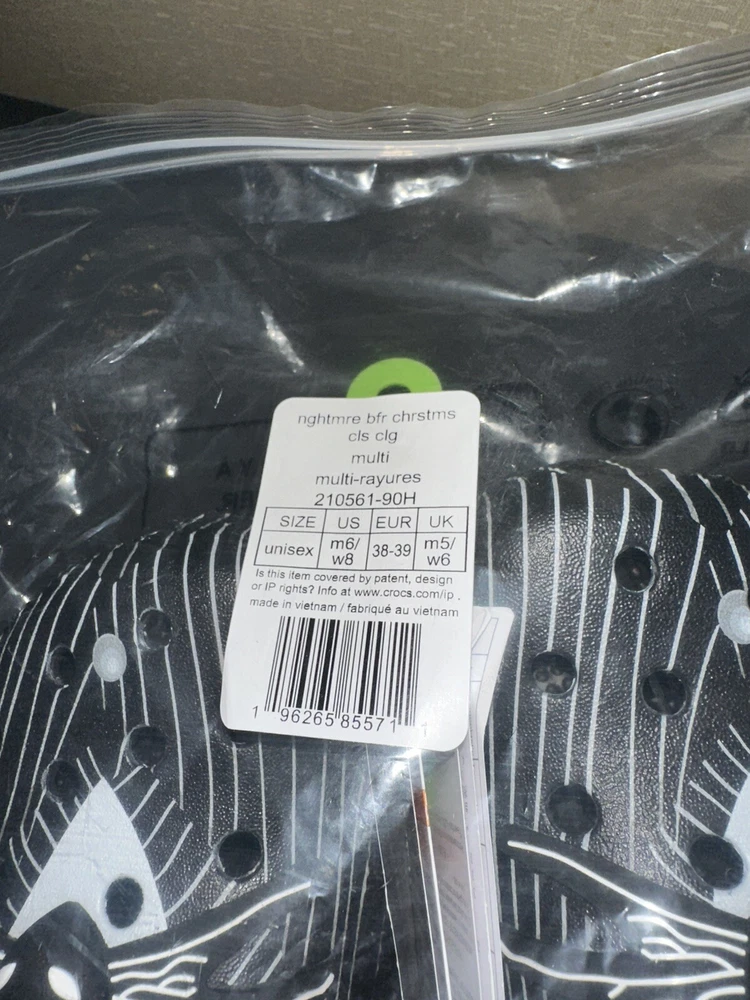 nghtmre bfr chrstms
cls clg
multi
multi-rayures
210561-90H
SIZE US EUR UK
unisex m6/ w8 38-39 m5/ w6
Is this item covered by patent, design
or IP rights? Info at www.crocs.com/ip .
made in vietnam / fabriqué au vietnam
1 96265 85571 1